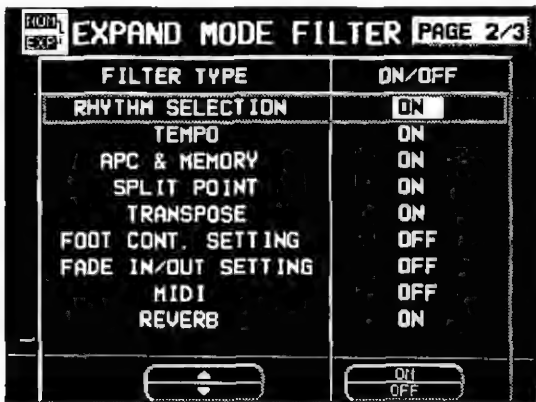 NOM
EXP
EXPAND MODE FILTER PAGE 2/3
FILTER TYPE ON/OFF
RHYTHM SELECTION ON
TEMPO ON
APC & MEMORY ON
SPLIT POINT ON
TRANSPOSE ON
FOOT CONT. SETTING OFF
FADE IN/OUT SETTING OFF
MIDI OFF
REVERB ON
ON
OFF